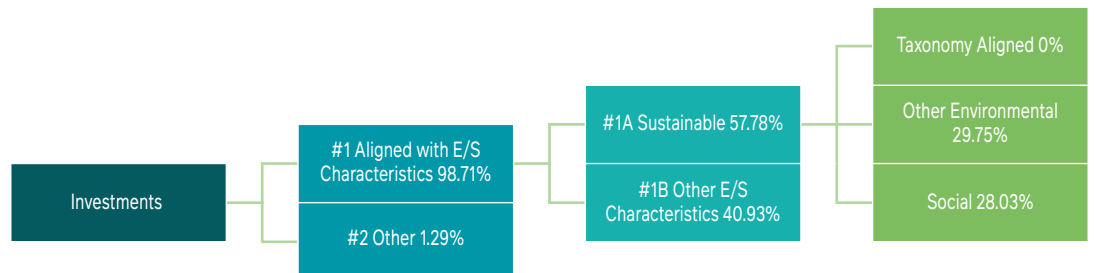 Investments
#1 Aligned with E/S
Characteristics 98.71%
#2 Other 1.29%
#1A Sustainable 57.78%
#1B Other E/S
Characteristics 40.93%
Taxonomy Aligned 0%
Other Environmental
29.75%
Social 28.03%